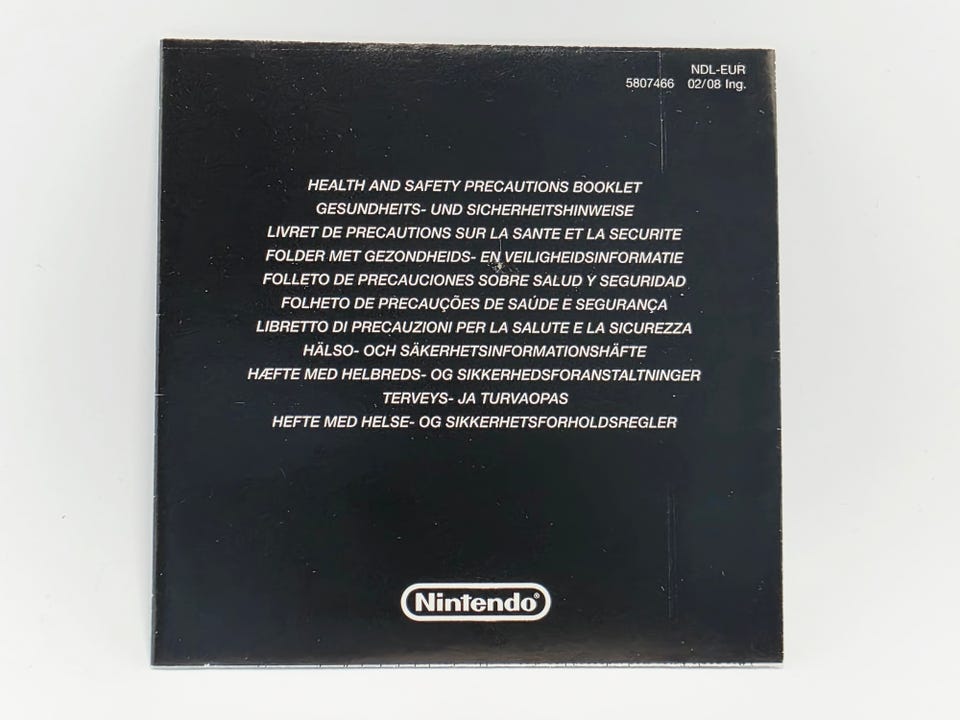 NDL-EUR
5807466 02/08 Ing.
HEALTH AND SAFETY PRECAUTIONS BOOKLET
GESUNDHEITS- UND SICHERHEITSHINWEISE
LIVRET DE PRECAUTIONS SUR LA SANTE ET LA SECURITE
FOLDER MET GEZONDHEIDS- EN VEILIGHEIDSINFORMATIE
FOLLETO DE PRECAUCIONES SOBRE SALUD Y SEGURIDAD
FOLHETO DE PRECAUÇÕES DE SAÚDE E SEGURANÇA
LIBRETTO DI PRECAUZIONI PER LA SALUTE E LA SICUREZZA
HÄLSO- OCH SÄKERHETSINFORMATIONSHÄFTE
HÆFTE MED HELBREDS- OG SIKKERHEDSFORANSTALTNINGER
TERVEYS- JA TURVAOPAS
HEFTE MED HELSE- OG SIKKERHETSFORHOLDSREGLER
Nintendo®